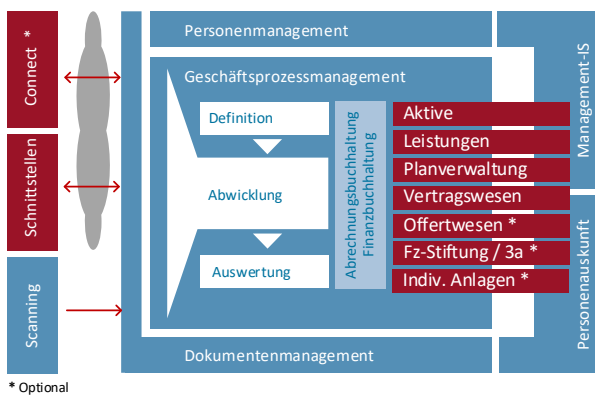 Connect *
Schnittstellen
Scanning
Personenmanagement
Geschäftsprozessmanagement
Definition
Abwicklung
Auswertung
Abrechnungsbuchhaltung
Finanzbuchhaltung
Aktive
Leistungen
Planverwaltung
Vertragswesen
Offertwesen *
Fz-Stiftung / 3a *
Indiv. Anlagen *
Management-IS
Personenauskunft
Dokumentenmanagement
* Optional